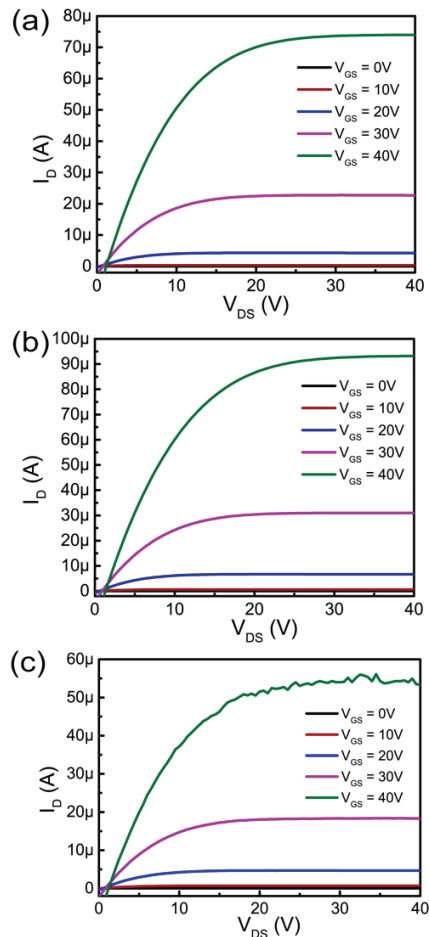 (a)
80µ
70µ
60µ
50µ
40µ
30µ
20µ
10µ
0
I_D (A)
V_GS = 0V
V_GS = 10V
V_GS = 20V
V_GS = 30V
V_GS = 40V
0 10 20 30 40
V_DS (V)
(b)
100µ
90µ
80µ
70µ
60µ
50µ
40µ
30µ
20µ
10µ
0
I_D (A)
V_GS = 0V
V_GS = 10V
V_GS = 20V
V_GS = 30V
V_GS = 40V
0 10 20 30 40
V_DS (V)
(c)
60µ
50µ
40µ
30µ
20µ
10µ
0
I_D (A)
V_GS = 0V
V_GS = 10V
V_GS = 20V
V_GS = 30V
V_GS = 40V
0 10 20 30 40
V_DS (V)